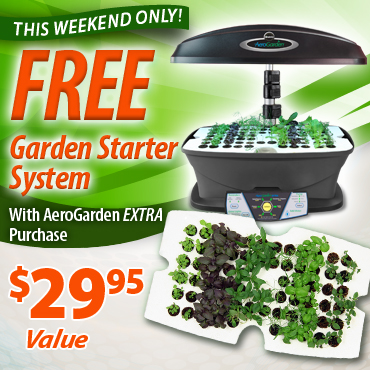 THIS WEEKEND ONLY!
FREE
Garden Starter
System
With AeroGarden EXTRA
Purchase
$29.95
Value
AeroGarden